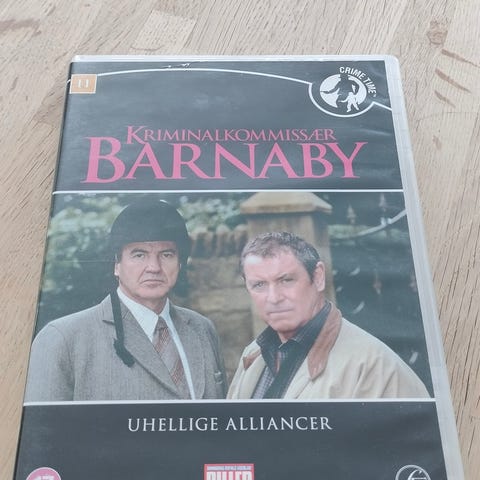 11
CRIME TIME
KRIMINALKOMMISSÆR
BARNABY
UHELLIGE ALLIANCER